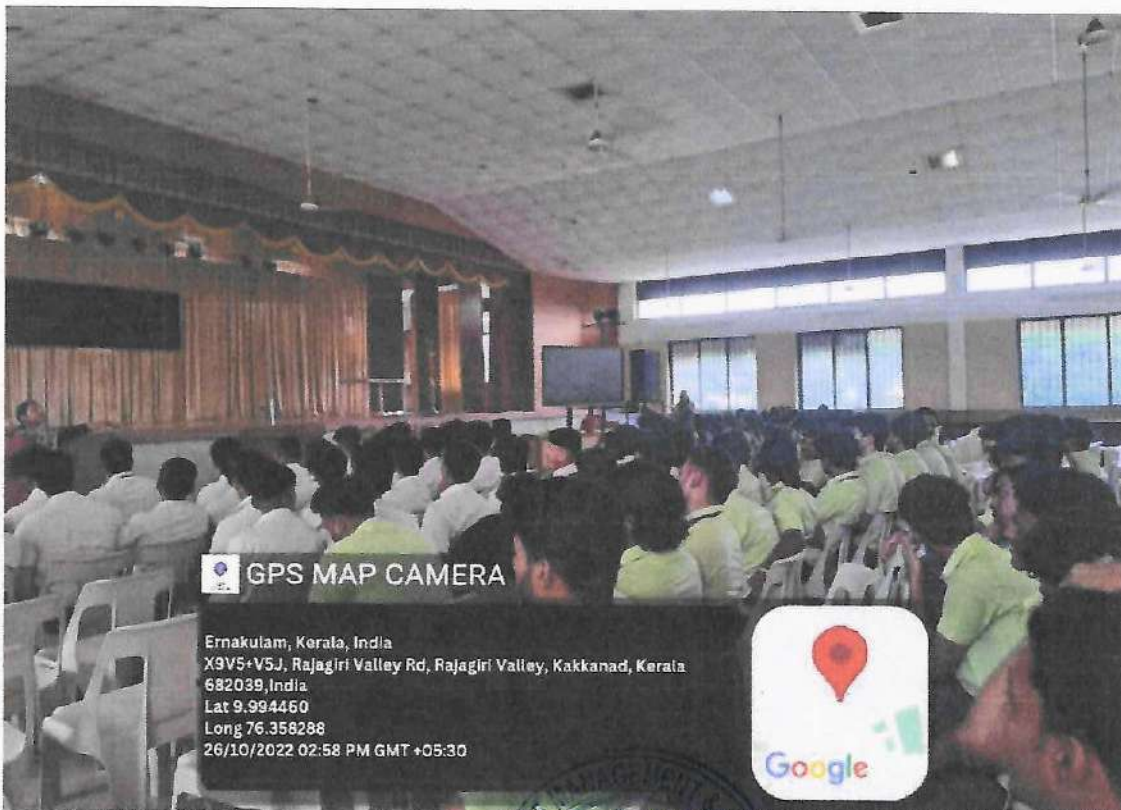 GPS MAP CAMERA
Ernakulam, Kerala, India
X9V5+V5J, Rajagiri Valley Rd, Rajagiri Valley, Kakkanad, Kerala
682039,India
Lat 9.994460
Long 76.358288
26/10/2022 02:58 PM GMT +05:30
Google
MANAGEMENT &